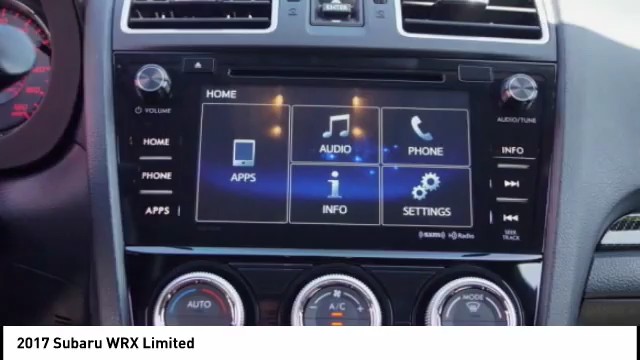 ENTER
VOLUME
AUDIO/TUNE
HOME
HOME
PHONE
APPS
APPS
AUDIO
PHONE
INFO
SETTINGS
INFO
SEEK
TRACK
AUTO
A/C
MODE
2017 Subaru WRX Limited